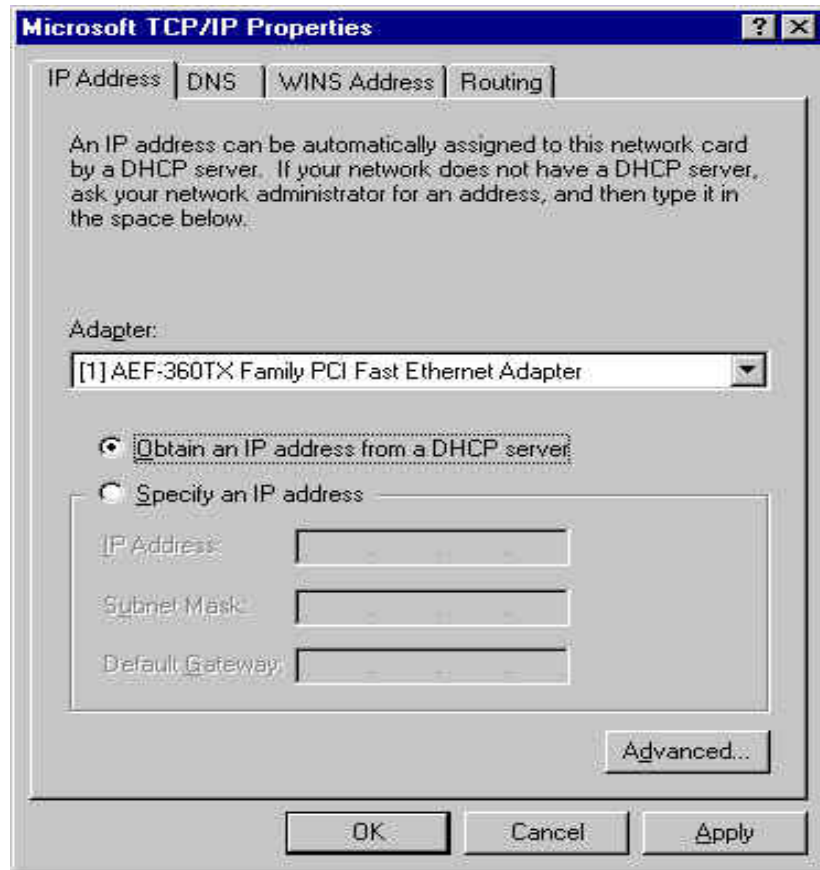 Microsoft TCP/IP Properties
IP Address
DNS
WINS Address
Routing
An IP address can be automatically assigned to this network card
by a DHCP server. If your network does not have a DHCP server,
ask your network administrator for an address, and then type it in
the space below.
Adapter:
[1] AEF-360TX Family PCI Fast Ethernet Adapter
Obtain an IP address from a DHCP server
Specify an IP address
IP Address:
Subnet Mask:
Default Gateway:
Advanced...
OK
Cancel
Apply